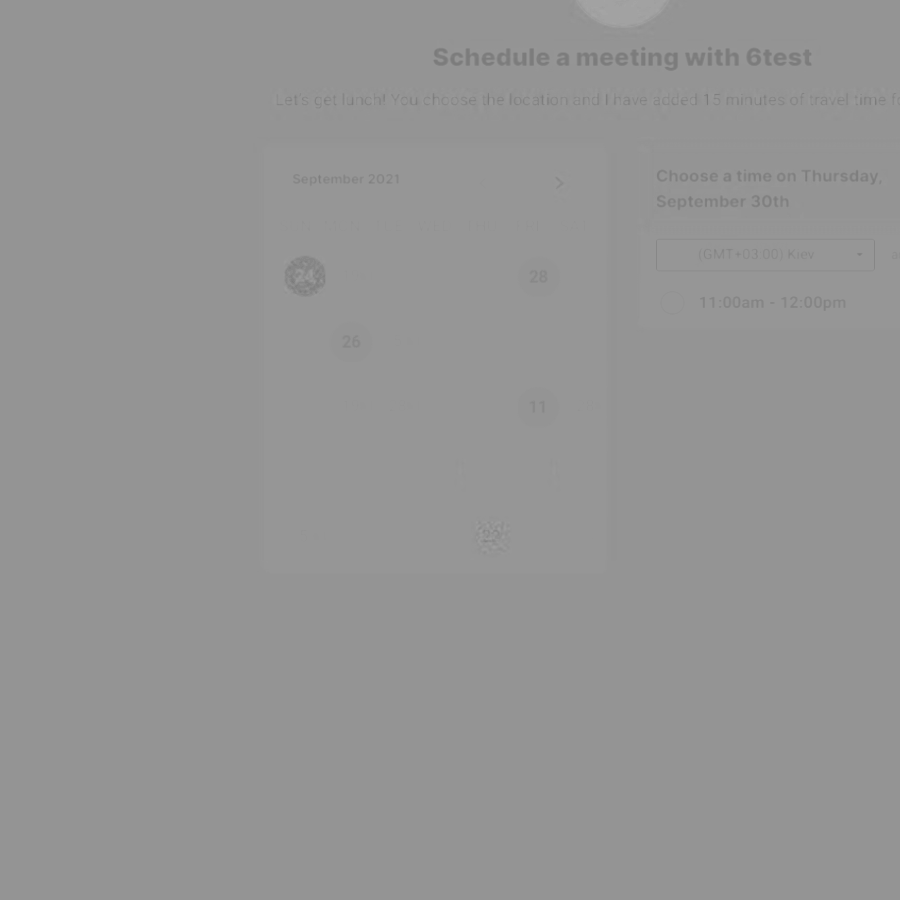 Schedule a meeting with 6test
Let's get lunch! You choose the location and I have added 15 minutes of travel time
September 2021
24
28
26
11
Choose a time on Thursday,
September 30th
(GMT+03:00) Kiev
11:00am - 12:00pm